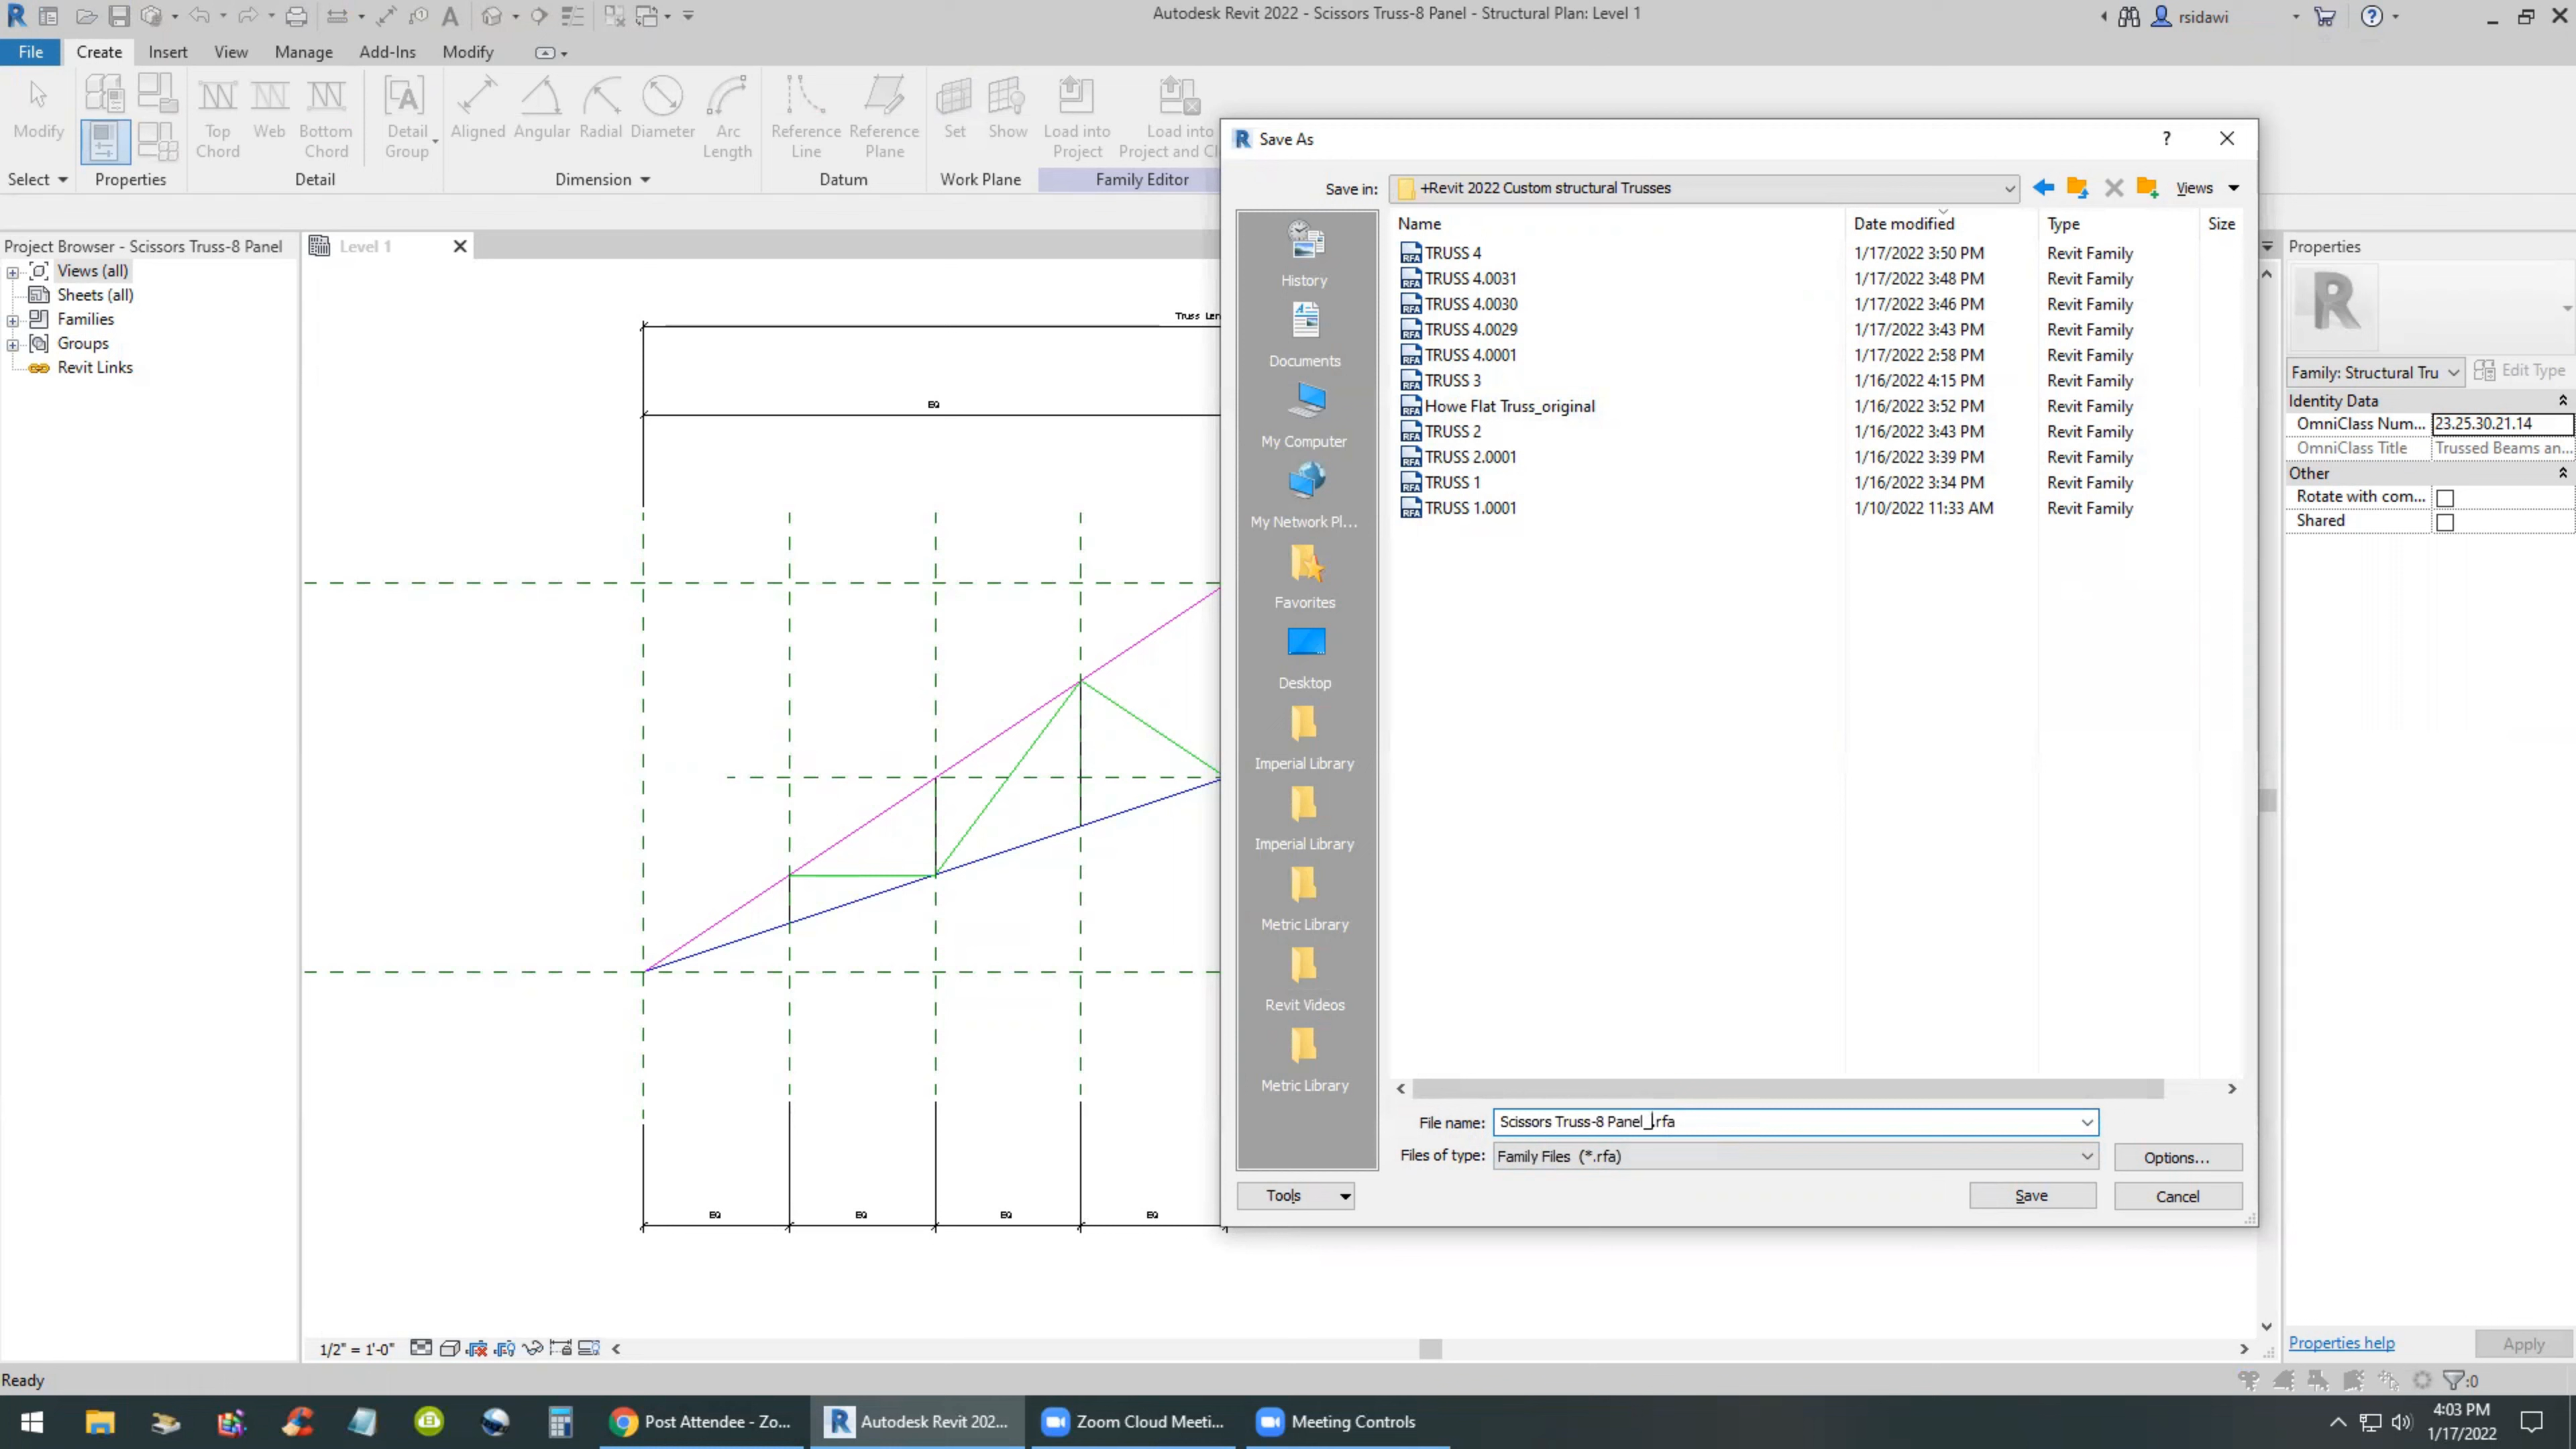 Autodesk Revit 2022 - Scissors Truss-8 Panel - Structural Plan: Level 1
rsidawi
File Create Insert View Manage Add-Ins Modify
Modify
Top Chord
Web
Bottom Chord
Detail Group
Aligned
Angular
Radial
Diameter
Arc Length
Reference Line
Reference Plane
Set
Show
Load into Project
Load into Project and Cl
Select
Properties
Detail
Dimension
Datum
Work Plane
Family Editor
Project Browser - Scissors Truss-8 Panel
Views (all)
Sheets (all)
Families
Groups
Revit Links
Level 1
Truss Len
EQ
EQ EQ EQ EQ
1/2" = 1'-0"
Save As
Save in: +Revit 2022 Custom structural Trusses
Views
Name Date modified Type Size
TRUSS 4 1/17/2022 3:50 PM Revit Family
TRUSS 4.0031 1/17/2022 3:48 PM Revit Family
TRUSS 4.0030 1/17/2022 3:46 PM Revit Family
TRUSS 4.0029 1/17/2022 3:43 PM Revit Family
TRUSS 4.0001 1/17/2022 2:58 PM Revit Family
TRUSS 3 1/16/2022 4:15 PM Revit Family
Howe Flat Truss_original 1/16/2022 3:52 PM Revit Family
TRUSS 2 1/16/2022 3:43 PM Revit Family
TRUSS 2.0001 1/16/2022 3:39 PM Revit Family
TRUSS 1 1/16/2022 3:34 PM Revit Family
TRUSS 1.0001 1/10/2022 11:33 AM Revit Family
History
Documents
My Computer
My Network Pl...
Favorites
Desktop
Imperial Library
Imperial Library
Metric Library
Revit Videos
Metric Library
File name: Scissors Truss-8 Panel_.rfa
Files of type: Family Files (*.rfa)
Options...
Tools
Save
Cancel
Properties
R
Family: Structural Tru
Edit Type
Identity Data
OmniClass Num... 23.25.30.21.14
OmniClass Title Trussed Beams an...
Other
Rotate with com...
Shared
Properties help
Apply
Ready
:0
Post Attendee - Zo...
Autodesk Revit 202...
Zoom Cloud Meeti...
Meeting Controls
4:03 PM
1/17/2022